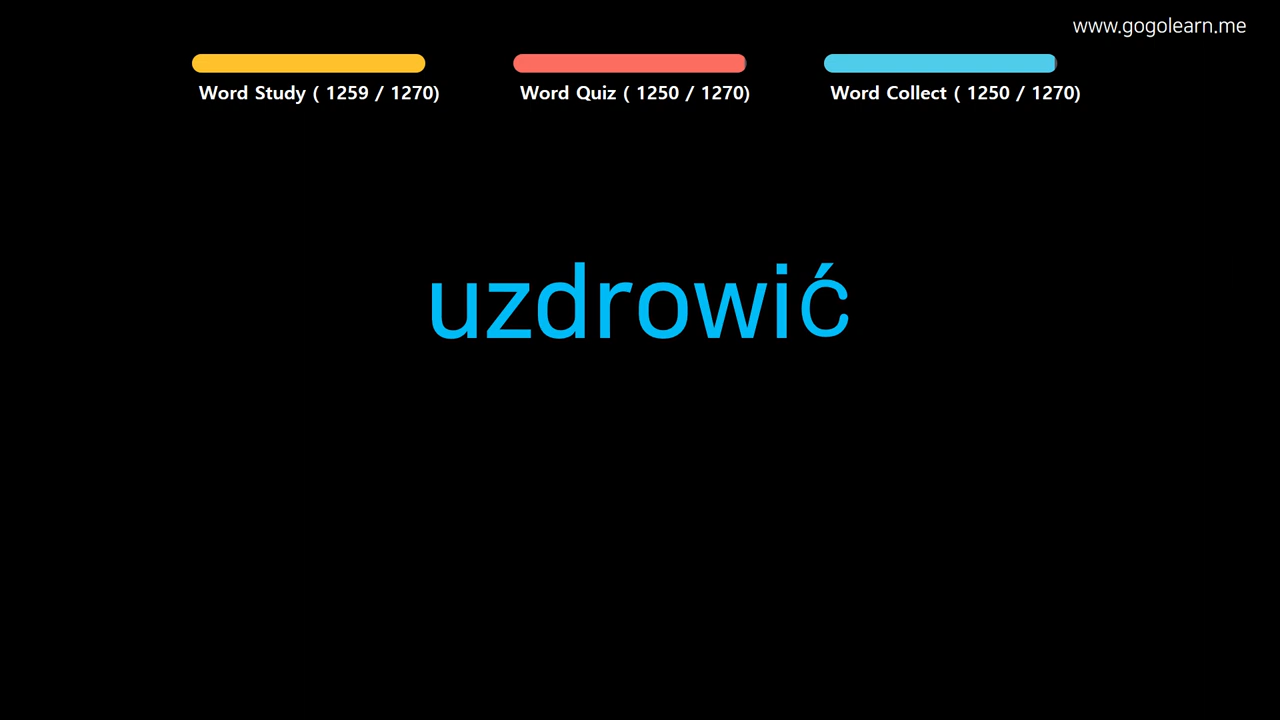 www.gogolearn.me
Word Study ( 1259 / 1270)
Word Quiz ( 1250 / 1270)
Word Collect ( 1250 / 1270)
uzdrowić